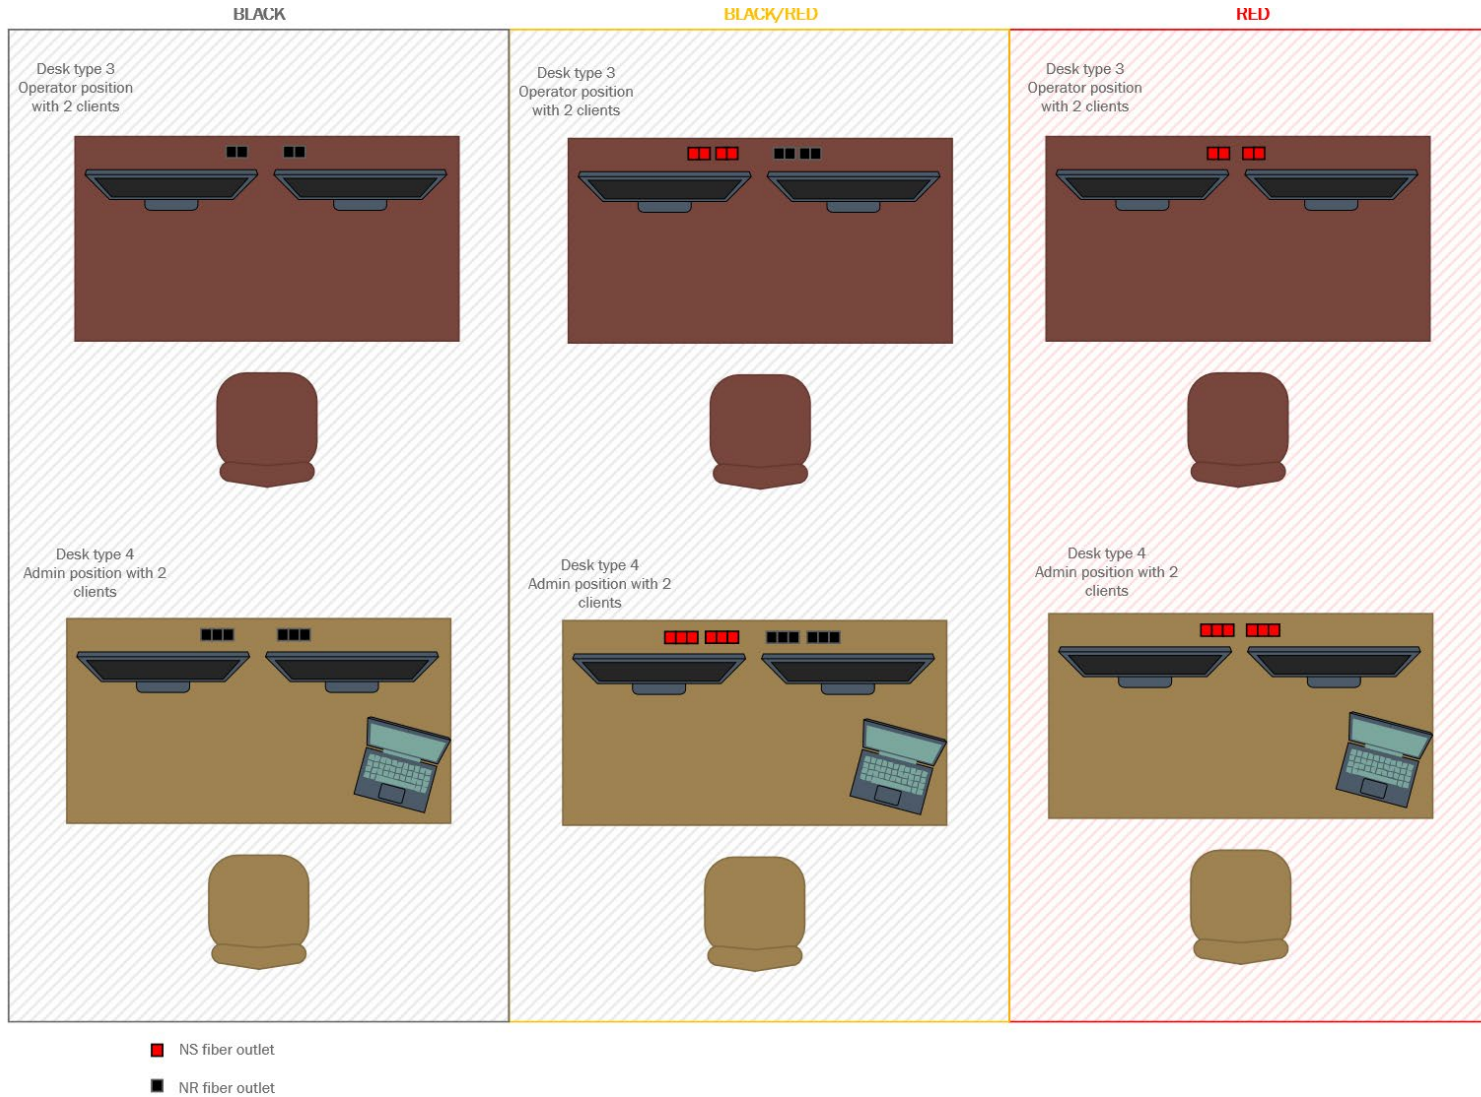 BLACK
BLACK/RED
RED
Desk type 3
Operator position
with 2 clients
Desk type 3
Operator position
with 2 clients
Desk type 3
Operator position
with 2 clients
Desk type 4
Admin position with 2
clients
Desk type 4
Admin position with 2
clients
Desk type 4
Admin position with 2
clients
NS fiber outlet
NR fiber outlet